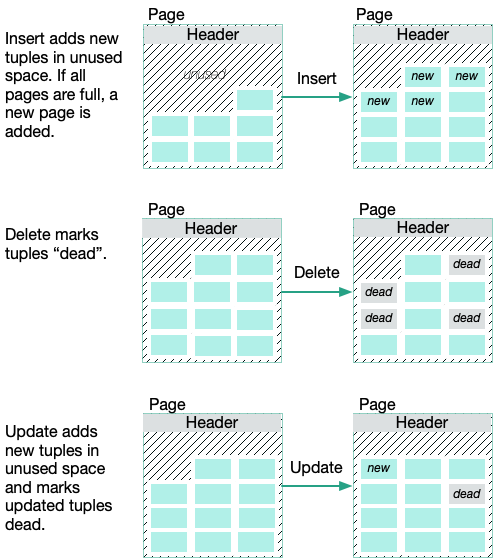 Page
Page
Insert adds new
tuples in unused
space. If all
pages are full, a
new page is
added.
Header
unused
Insert
Header
new new
new new
Page
Page
Delete marks
tuples “dead”.
Header
Delete
Header
dead
dead
dead dead
Page
Page
Update adds
new tuples in
unused space
and marks
updated tuples
dead.
Header
Update
Header
new
dead